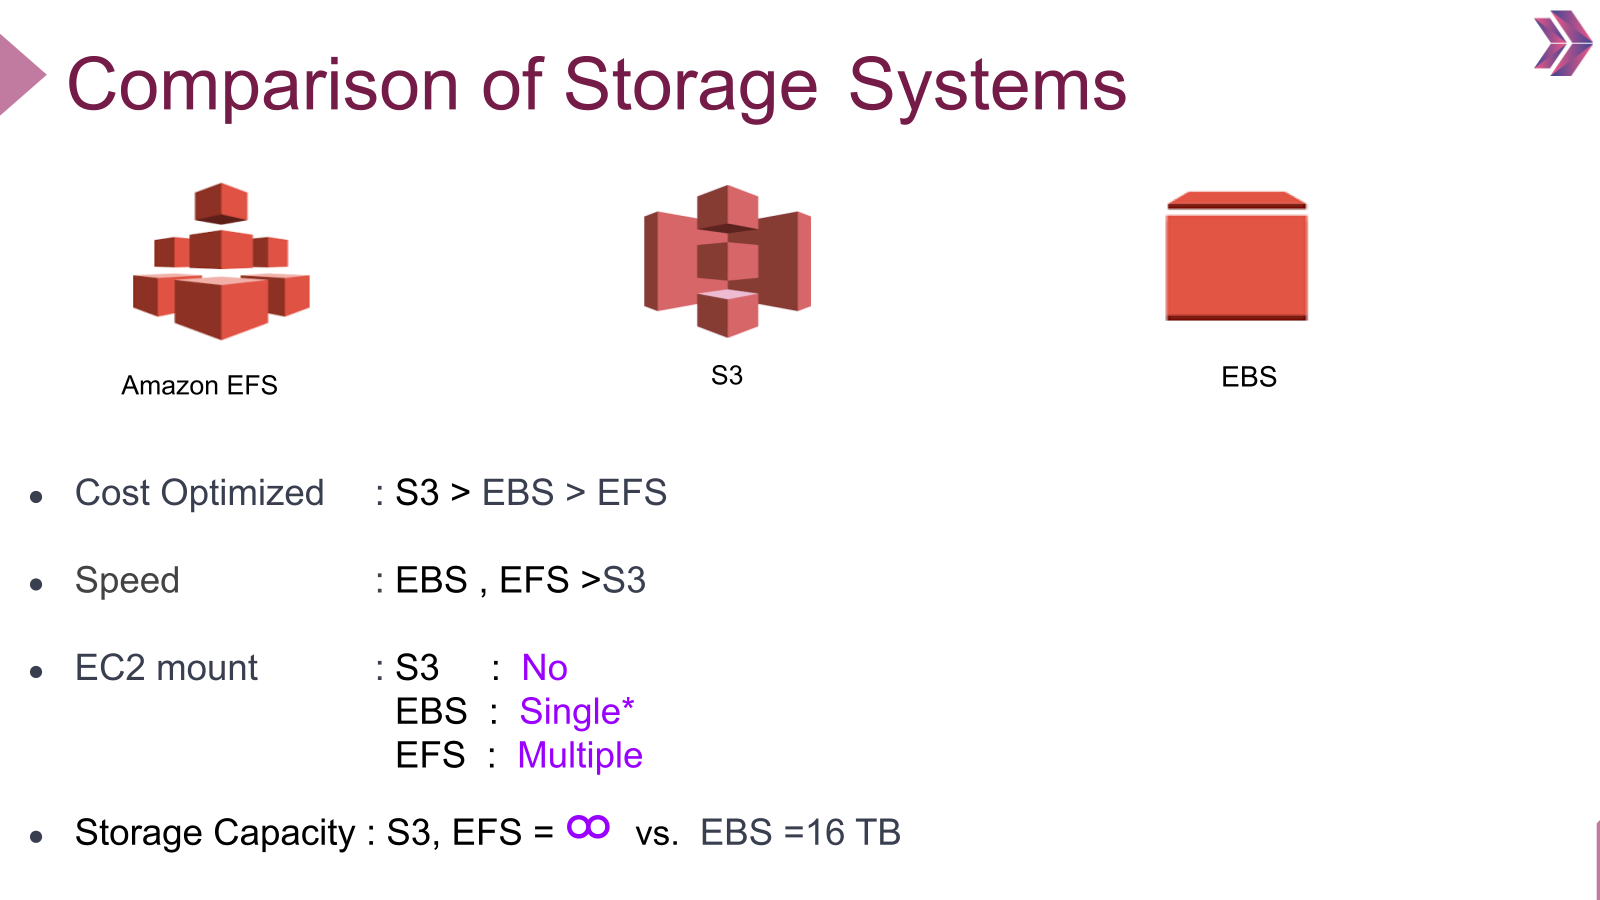 Comparison of Storage Systems
Amazon EFS
S3
EBS
● Cost Optimized : S3 > EBS > EFS
● Speed : EBS , EFS >S3
● EC2 mount : S3 : No
EBS : Single*
EFS : Multiple
● Storage Capacity : S3, EFS = ∞ vs. EBS =16 TB